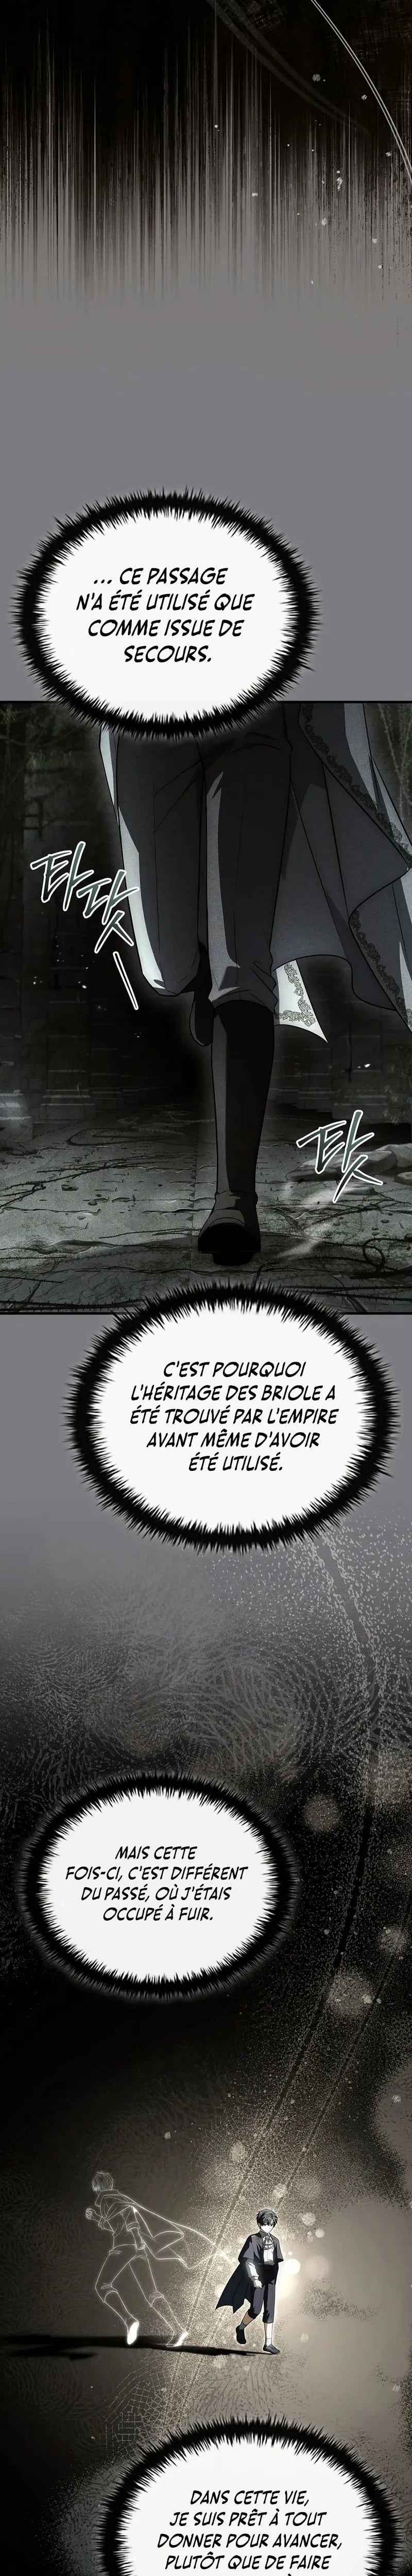 ... CE PASSAGE
N'A ÉTÉ UTILISÉ QUE
COMME ISSUE DE
SECOURS.
타닷
탓
C'EST POURQUOI
L'HÉRITAGE DES BRIOLE A
ÉTÉ TROUVÉ PAR L'EMPIRE
AVANT MÊME D'AVOIR
ÉTÉ UTILISÉ.
MAIS CETTE
FOIS-CI, C'EST DIFFÉRENT
DU PASSÉ, OÙ J'ÉTAIS
OCCUPÉ À FUIR.
DANS CETTE VIE,
JE SUIS PRÊT À TOUT
DONNER POUR AVANCER,
PLUTÔT QUE DE FAIRE